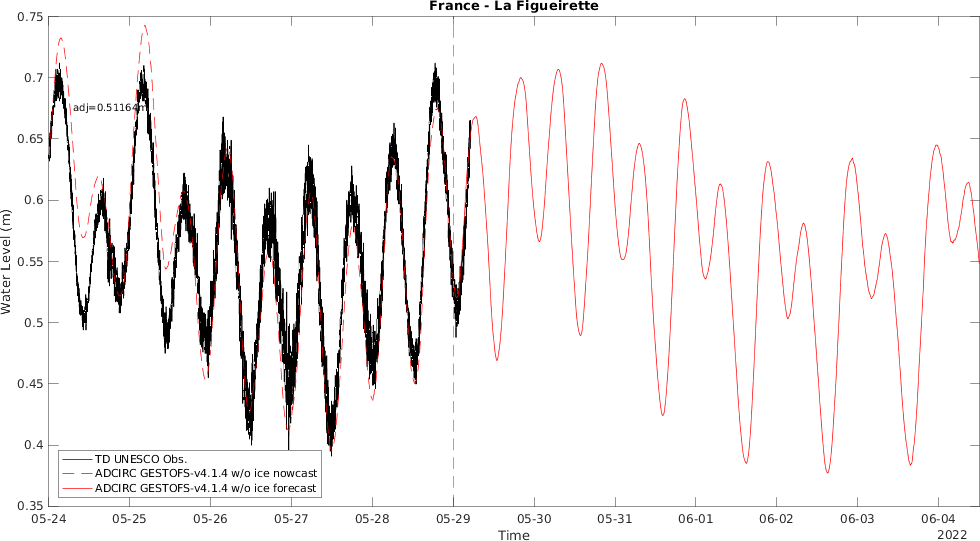 France - La Figueirette
0.75
0.7
0.65
0.6
0.55
0.5
0.45
0.4
0.35
Water Level (m)
adj=0.51164m
TD UNESCO Obs.
ADCIRC GESTOFS-v4.1.4 w/o ice nowcast
ADCIRC GESTOFS-v4.1.4 w/o ice forecast
05-24 05-25 05-26 05-27 05-28 05-29 05-30 05-31 06-01 06-02 06-03 06-04
Time
2022